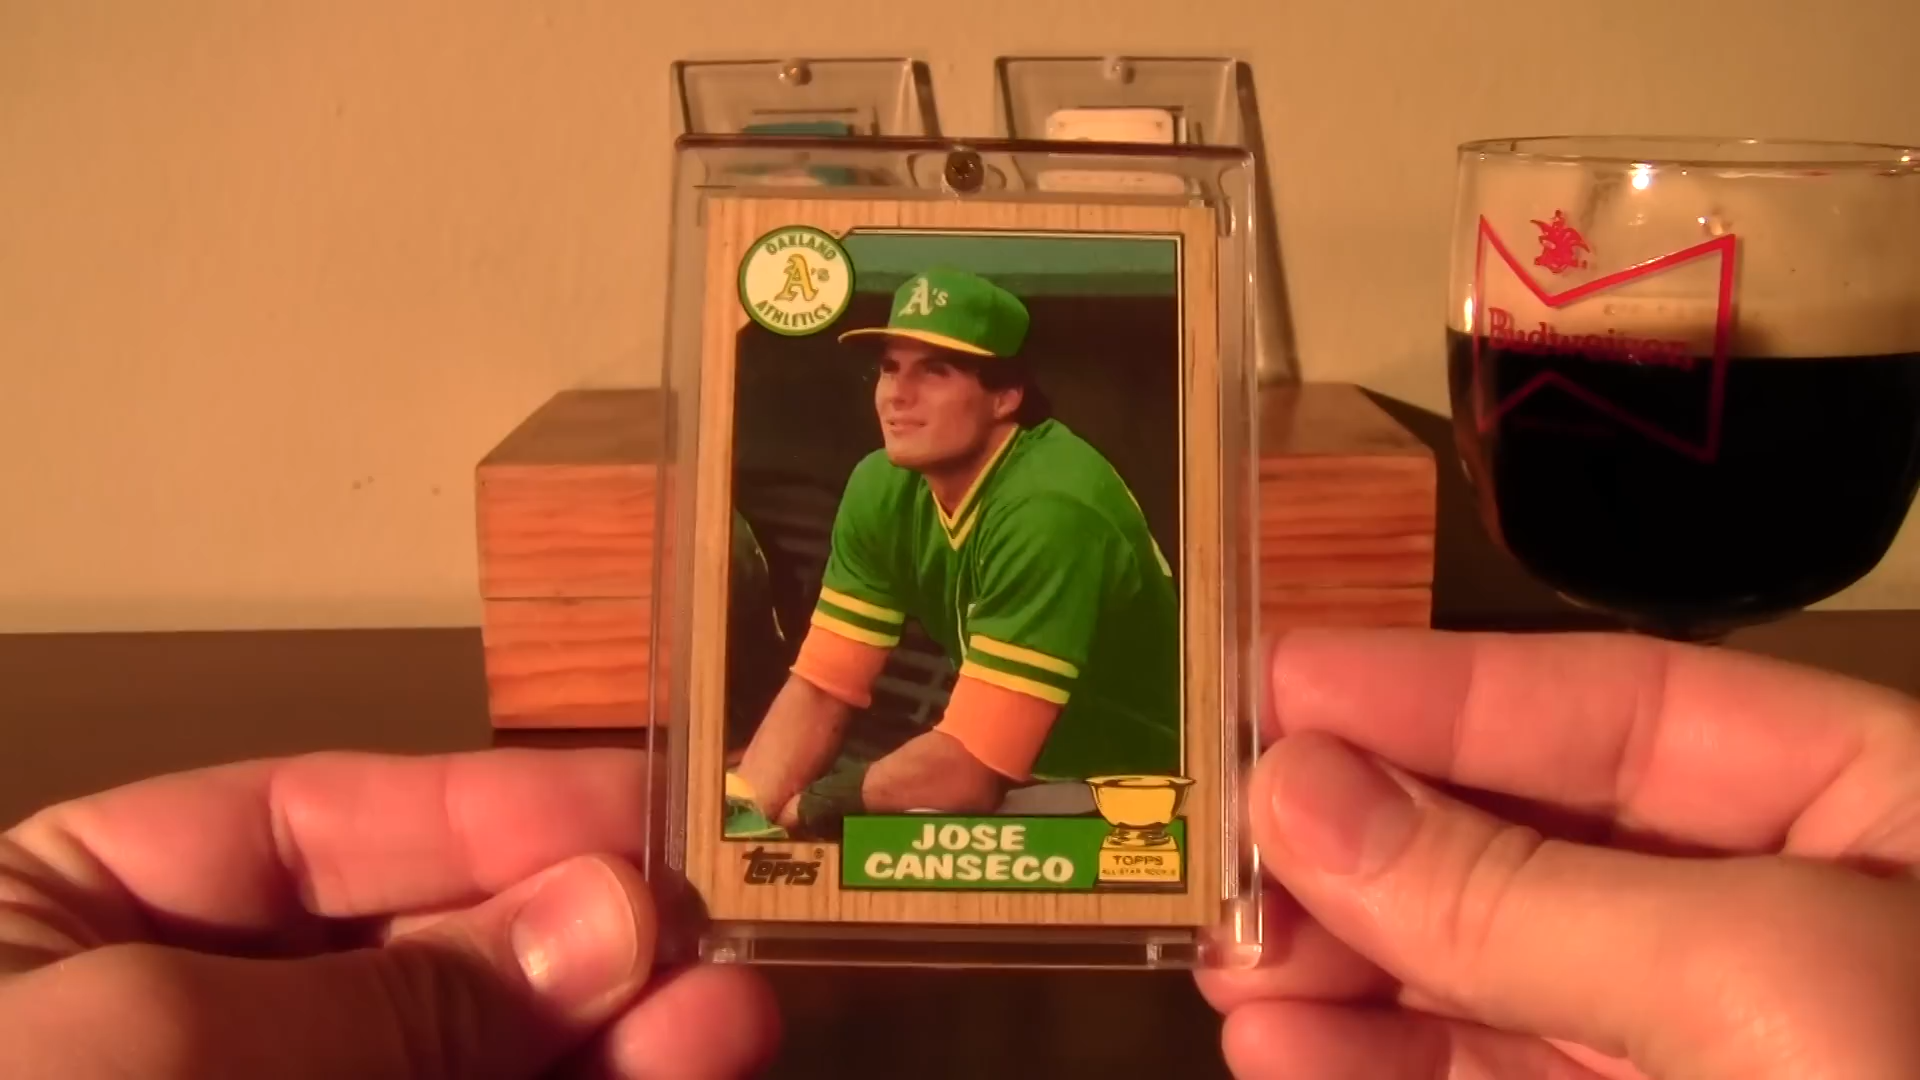 OAKLAND
A's
ATHLETICS
A's
JOSE
CANSECO
topps®
TOPPS
ALL-STAR ROOKIE
Budweiser